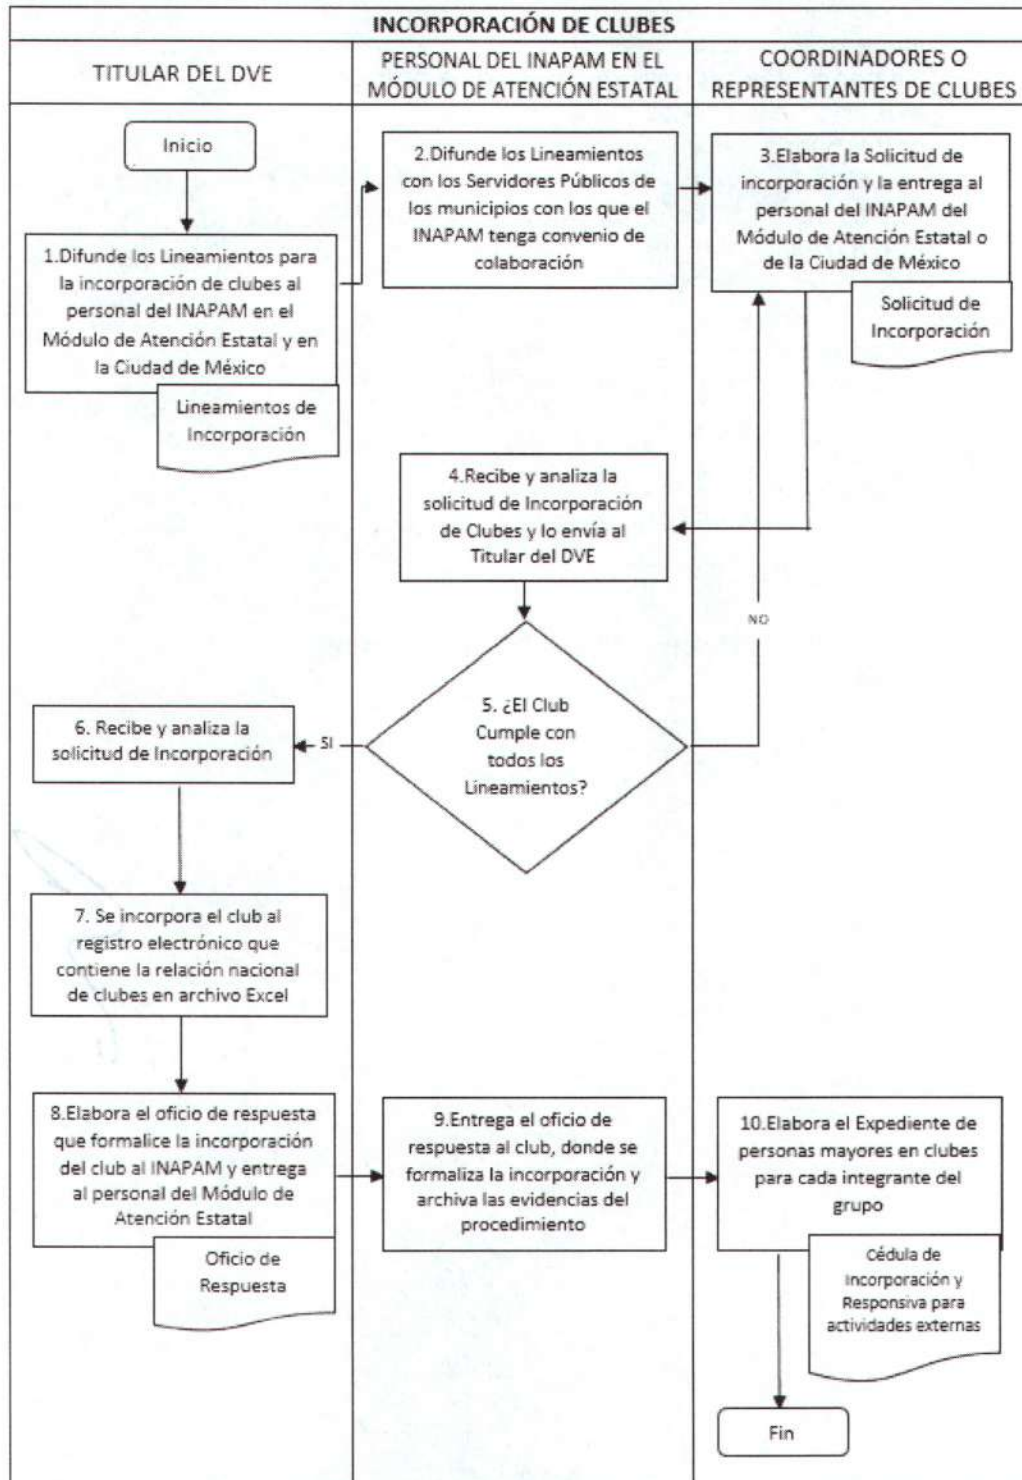 INCORPORACIÓN DE CLUBES
TITULAR DEL DVE
PERSONAL DEL INAPAM EN EL
MÓDULO DE ATENCIÓN ESTATAL
COORDINADORES O
REPRESENTANTES DE CLUBES
Inicio
1.Difunde los Lineamientos para
la incorporación de clubes al
personal del INAPAM en el
Módulo de Atención Estatal y en
la Ciudad de México
Lineamientos de
Incorporación
2.Difunde los Lineamientos
con los Servidores Públicos de
los municipios con los que el
INAPAM tenga convenio de
colaboración
3.Elabora la Solicitud de
incorporación y la entrega al
personal del INAPAM del
Módulo de Atención Estatal o
de la Ciudad de México
Solicitud de
Incorporación
4.Recibe y analiza la
solicitud de Incorporación
de Clubes y lo envía al
Titular del DVE
NO
5. ¿El Club
Cumple con
todos los
Lineamientos?
SI
6. Recibe y analiza la
solicitud de Incorporación
7. Se incorpora el club al
registro electrónico que
contiene la relación nacional
de clubes en archivo Excel
8.Elabora el oficio de respuesta
que formalice la incorporación
del club al INAPAM y entrega
al personal del Módulo de
Atención Estatal
Oficio de
Respuesta
9.Entrega el oficio de
respuesta al club, donde se
formaliza la incorporación y
archiva las evidencias del
procedimiento
10.Elabora el Expediente de
personas mayores en clubes
para cada integrante del
grupo
Cédula de
Incorporación y
Responsiva para
actividades externas
Fin